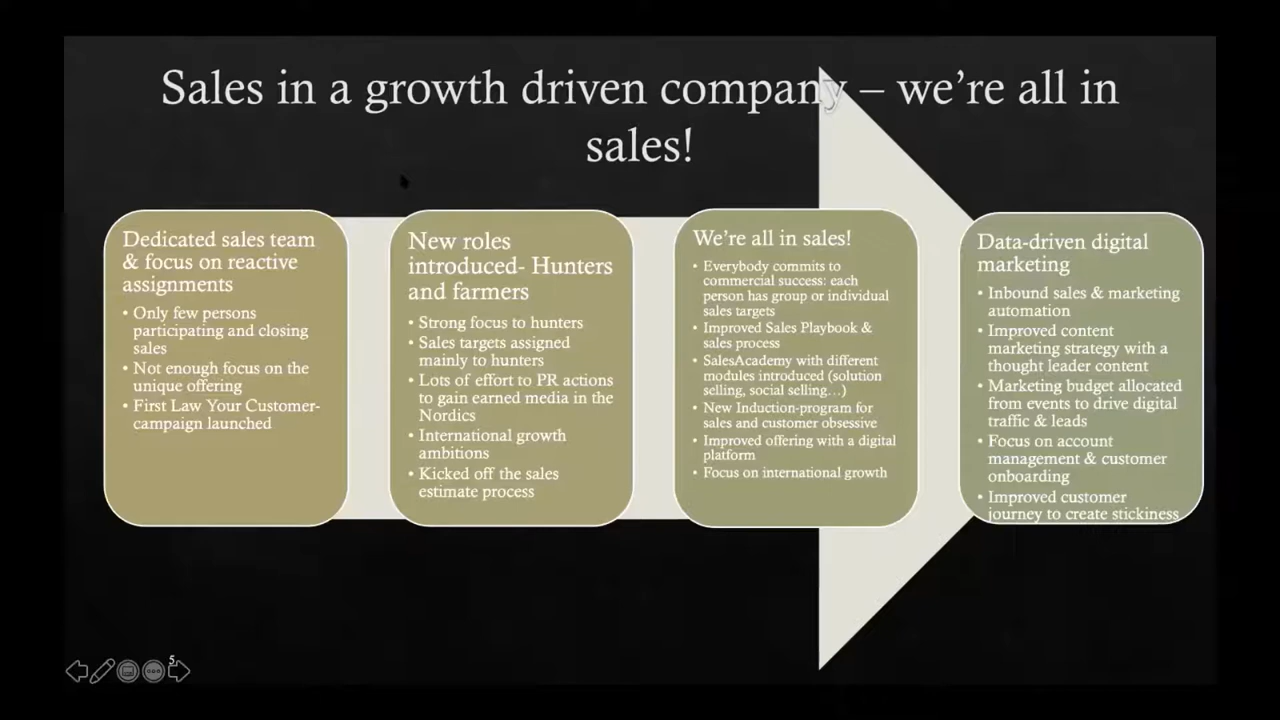 Sales in a growth driven company – we're all in
sales!
Dedicated sales team
& focus on reactive
assignments
• Only few persons
participating and closing
sales
• Not enough focus on the
unique offering
• First Law Your Customer-
campaign launched
New roles
introduced- Hunters
and farmers
• Strong focus to hunters
• Sales targets assigned
mainly to hunters
• Lots of effort to PR actions
to gain earned media in the
Nordics
• International growth
ambitions
• Kicked off the sales
estimate process
We're all in sales!
• Everybody commits to
commercial success: each
person has group or individual
sales targets
• Improved Sales Playbook &
sales process
• SalesAcademy with different
modules introduced (solution
selling, social selling…)
• New Induction-program for
sales and customer obsessive
• Improved offering with a digital
platform
• Focus on international growth
Data-driven digital
marketing
• Inbound sales & marketing
automation
• Improved content
marketing strategy with a
thought leader content
• Marketing budget allocated
from events to drive digital
traffic & leads
• Focus on account
management & customer
onboarding
• Improved customer
journey to create stickiness
5